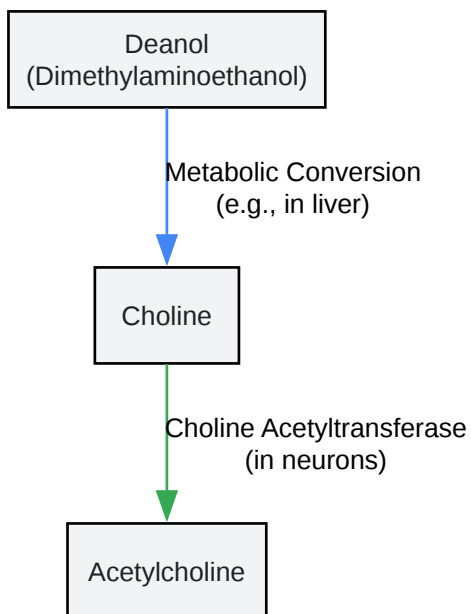 Deanol
(Dimethylaminoethanol)
Metabolic Conversion
(e.g., in liver)
Choline
Choline Acetyltransferase
(in neurons)
Acetylcholine